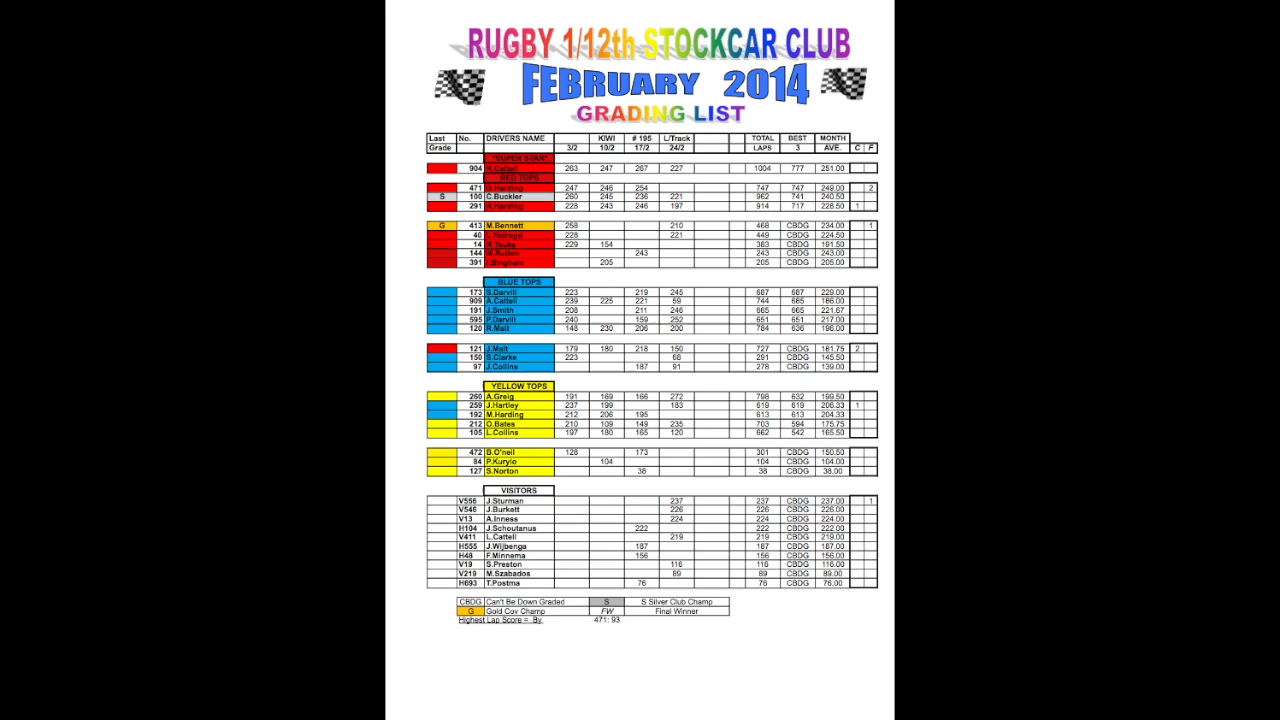 RUGBY 1/12th STOCKCAR CLUB
FEBRUARY 2014
GRADING LIST
Last No. DRIVERS NAME KIWI # 195 L/Track TOTAL BEST MONTH
Grade 3/2 10/2 17/2 24/2 LAPS 3 AVE. C F
*SUPER STAR*
904 R.Cattell 263 247 267 227 1004 777 251.00
RED TOPS
471 B.Harding 247 246 254 747 747 249.00 2
S 100 C.Buckler 260 245 236 221 962 741 240.50
291 Harding 228 243 246 197 914 717 228.50 1
G 413 M.Bennett 258 210 468 CBDG 234.00 1
40 228 221 449 CBDG 224.50
14 229 154 383 CBDG 191.50
144 243 243 CBDG 243.00
391 Bingham 205 205 CBDG 205.00
BLUE TOPS
173 S.Darvill 223 219 245 687 687 229.00
909 A.Cattell 239 225 221 59 744 685 186.00
191 J.Smith 208 211 246 665 665 221.67
595 P.Darvill 240 159 252 651 651 217.00
120 R.Malt 148 230 206 200 784 636 196.00
121 J.Malt 179 180 218 150 727 CBDG 181.75 2
150 S.Clarke 223 68 291 CBDG 145.50
97 J.Collins 187 91 278 CBDG 139.00
YELLOW TOPS
260 A.Greig 191 169 166 272 798 632 199.50
259 J.Hartley 237 199 183 619 619 206.33 1
192 M.Harding 212 206 195 613 613 204.33
212 O.Bates 210 109 149 235 703 594 175.75
105 L.Collins 197 180 165 120 662 542 165.50
472 B.O'neil 128 173 301 CBDG 150.50
84 P.Kurylo 104 104 CBDG 104.00
127 S.Norton 38 38 CBDG 38.00
VISITORS
V556 J.Sturman 237 237 CBDG 237.00 1
V546 J.Burkett 226 226 CBDG 226.00
V13 A.Inness 224 224 CBDG 224.00
H104 J.Schoutanus 222 222 CBDG 222.00
V411 L.Cattell 219 219 CBDG 219.00
H555 J.Wijbenga 187 187 CBDG 187.00
H48 F.Minnema 156 156 CBDG 156.00
V19 S.Preston 116 116 CBDG 116.00
V219 M.Szabados 89 89 CBDG 89.00
H693 T.Postma 76 76 CBDG 76.00
CBDG Can't Be Down Graded S S Silver Club Champ
G Gold Cov Champ FW Final Winner
Highest Lap Score = By 471: 93